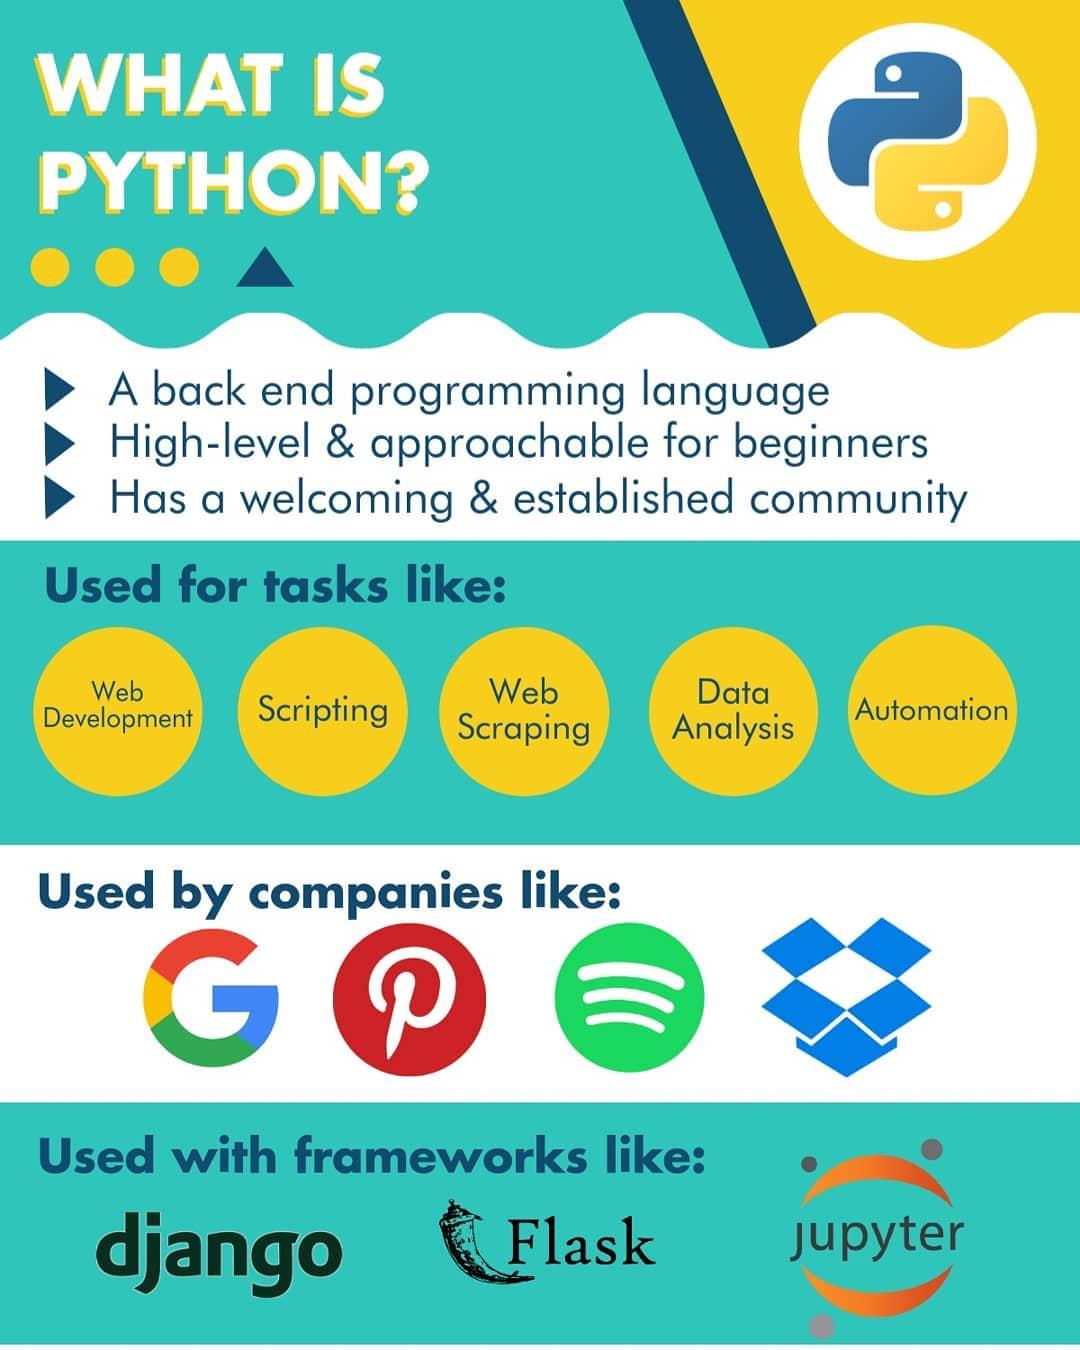 WHAT IS
PYTHON?
A back end programming language
High-level & approachable for beginners
Has a welcoming & established community
Used for tasks like:
Web
Development
Scripting
Web
Scraping
Data
Analysis
Automation
Used by companies like:
Used with frameworks like:
django
Flask
jupyter